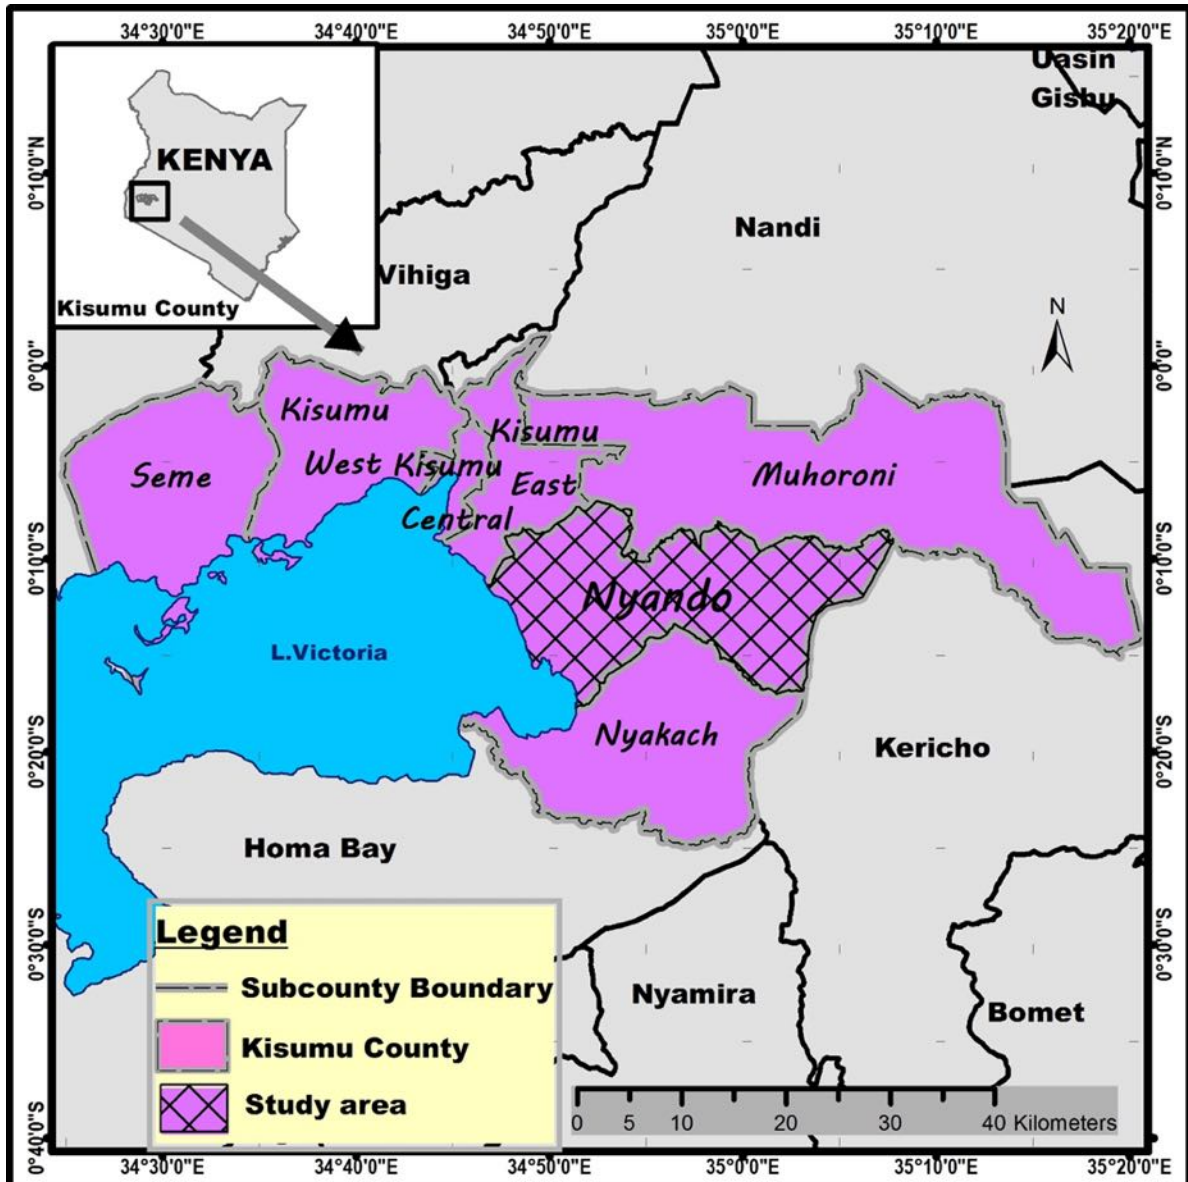 34°30'0"E 34°40'0"E 34°50'0"E 35°0'0"E 35°10'0"E 35°20'0"E
Uasin
Gishu
KENYA
Kisumu County
0°10'0"N
0°10'0"N
Nandi
Vihiga
N
0°0'0"
0°0'0"
Kisumu
West
Kisumu
East
Kisumu
Central
Seme
Muhoroni
0°10'0"S
0°10'0"S
Nyando
L.Victoria
Nyakach
Kericho
0°20'0"S
0°20'0"S
Homa Bay
0°30'0"S
0°30'0"S
Nyamira
Bomet
Legend
Subcounty Boundary
Kisumu County
Study area
0 5 10 20 30 40 Kilometers
0°40'0"S
0°40'0"S
34°30'0"E 34°40'0"E 34°50'0"E 35°0'0"E 35°10'0"E 35°20'0"E